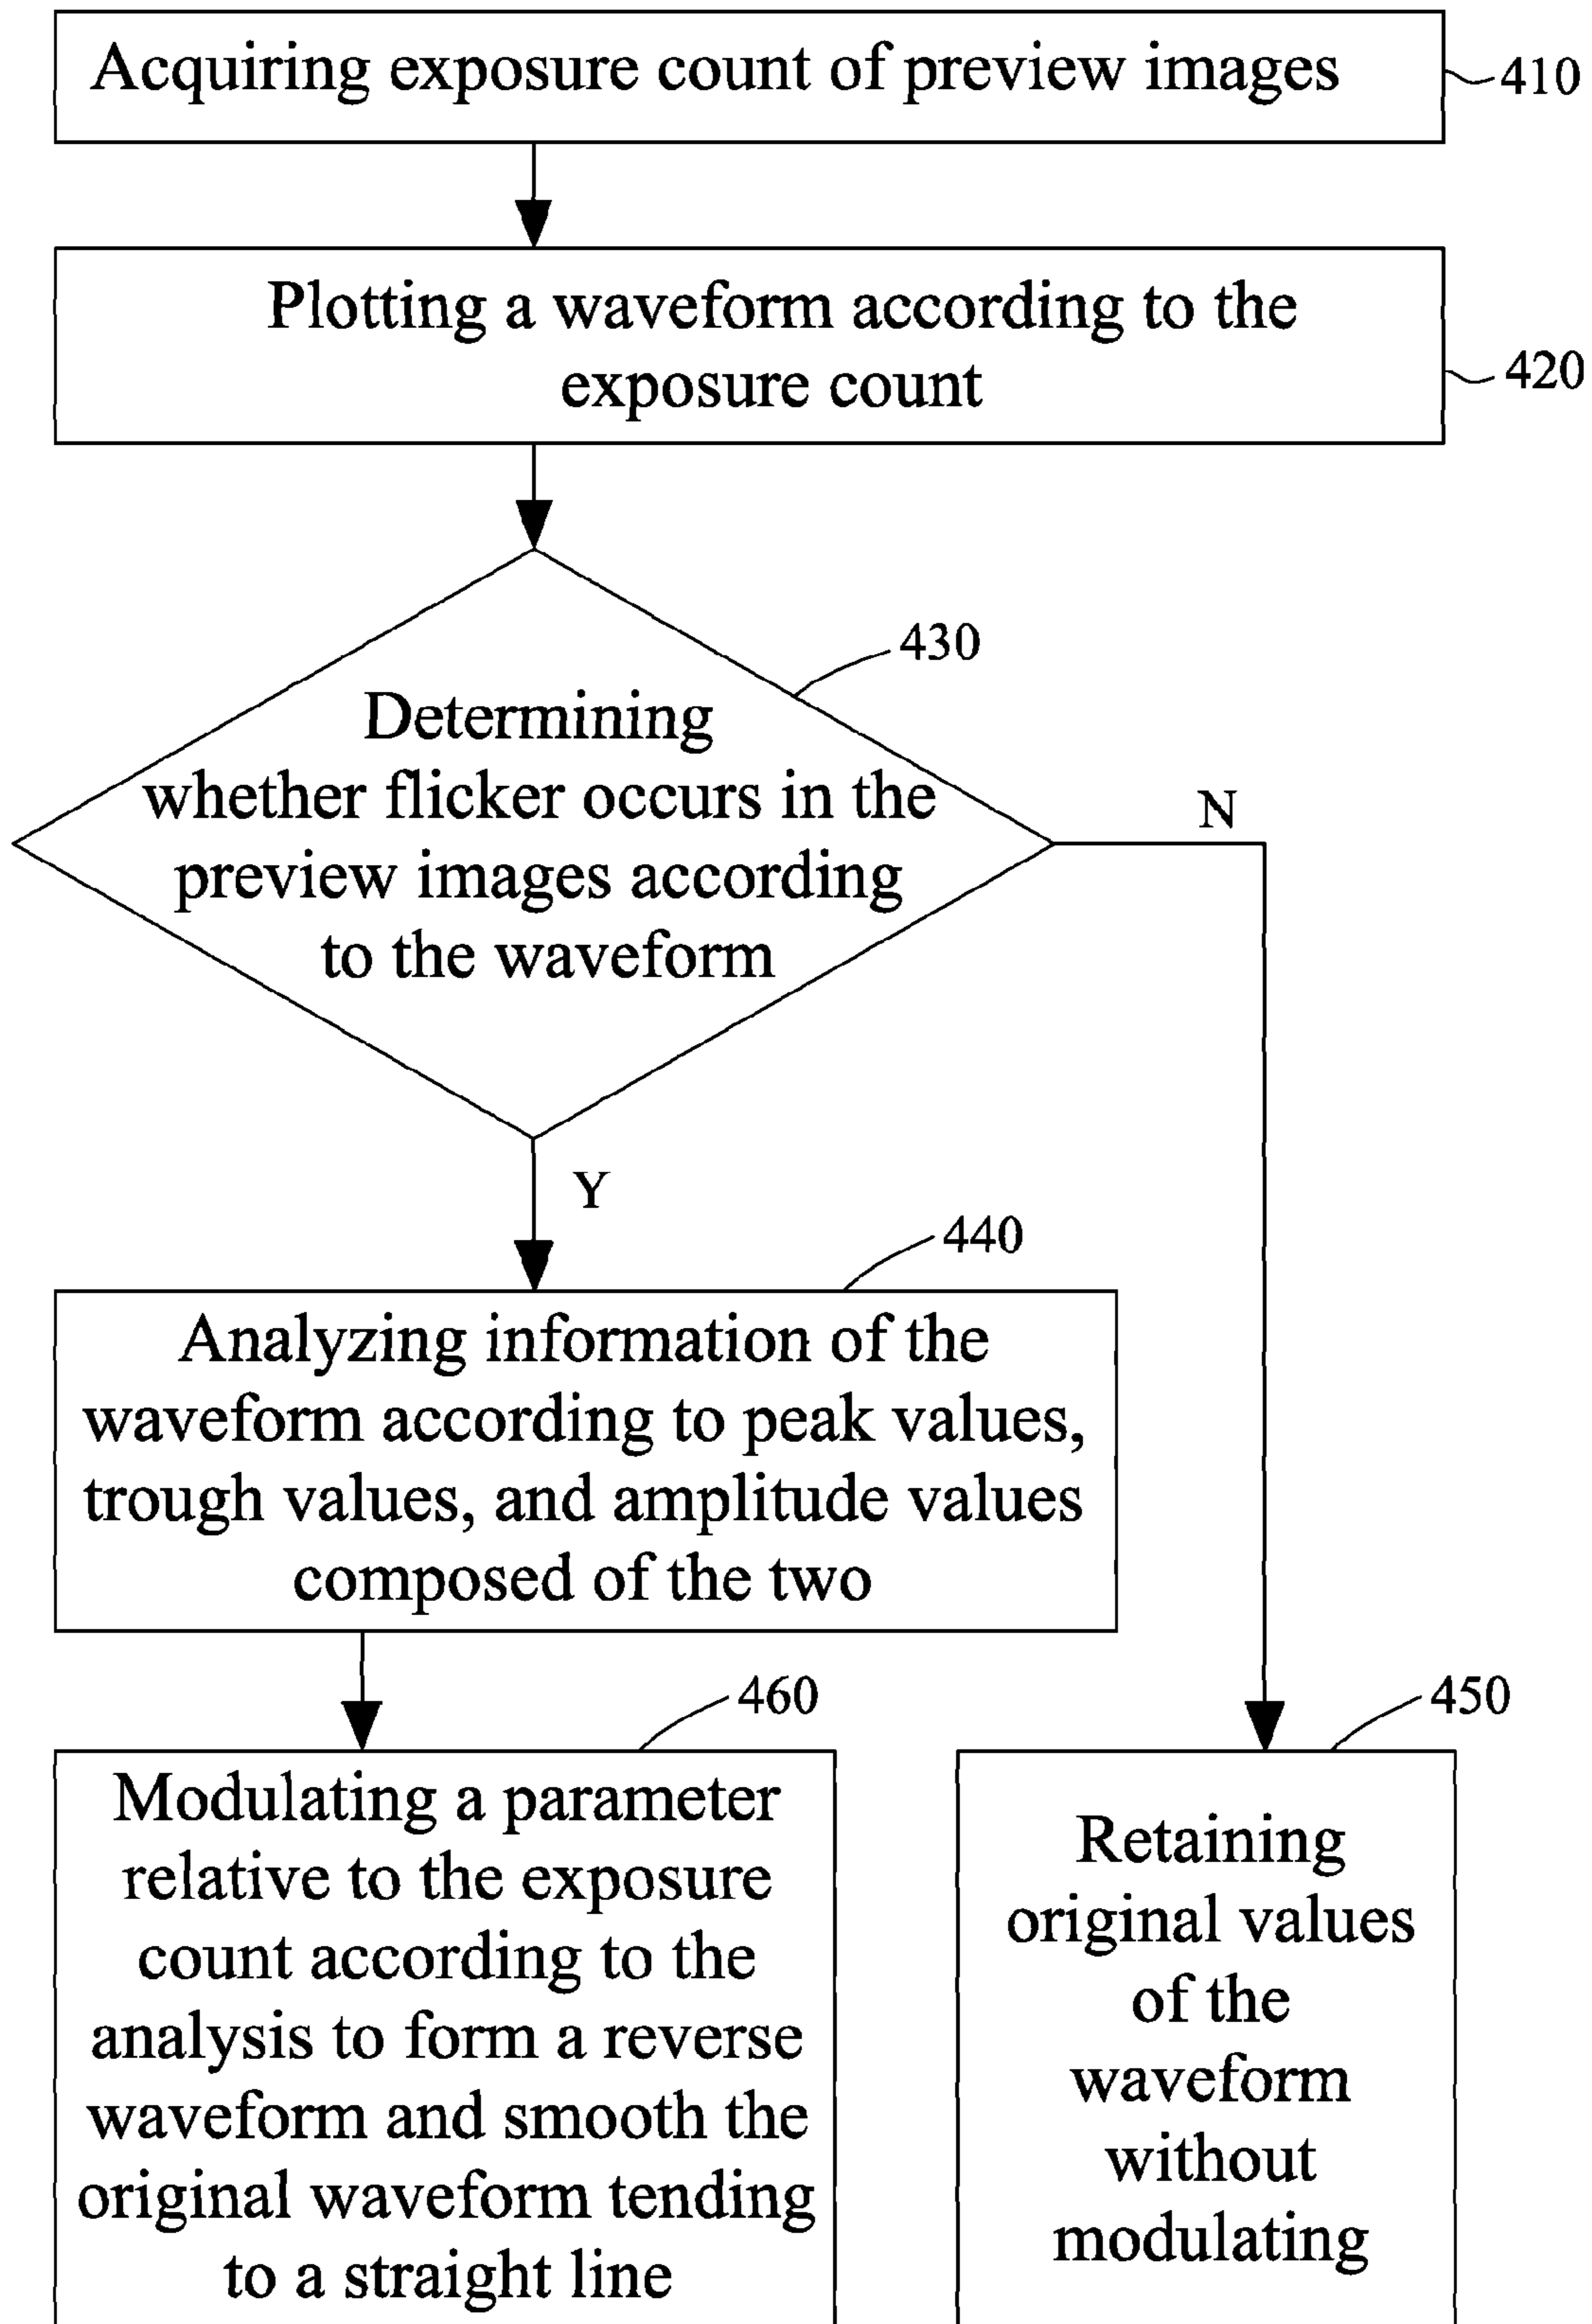 Acquiring exposure count of preview images
410
Plotting a waveform according to the
exposure count
420
430
Determining
whether flicker occurs in the
preview images according
to the waveform
N
Y
440
Analyzing information of the
waveform according to peak values,
trough values, and amplitude values
composed of the two
460
Modulating a parameter
relative to the exposure
count according to the
analysis to form a reverse
waveform and smooth the
original waveform tending
to a straight line
450
Retaining
original values
of the
waveform
without
modulating